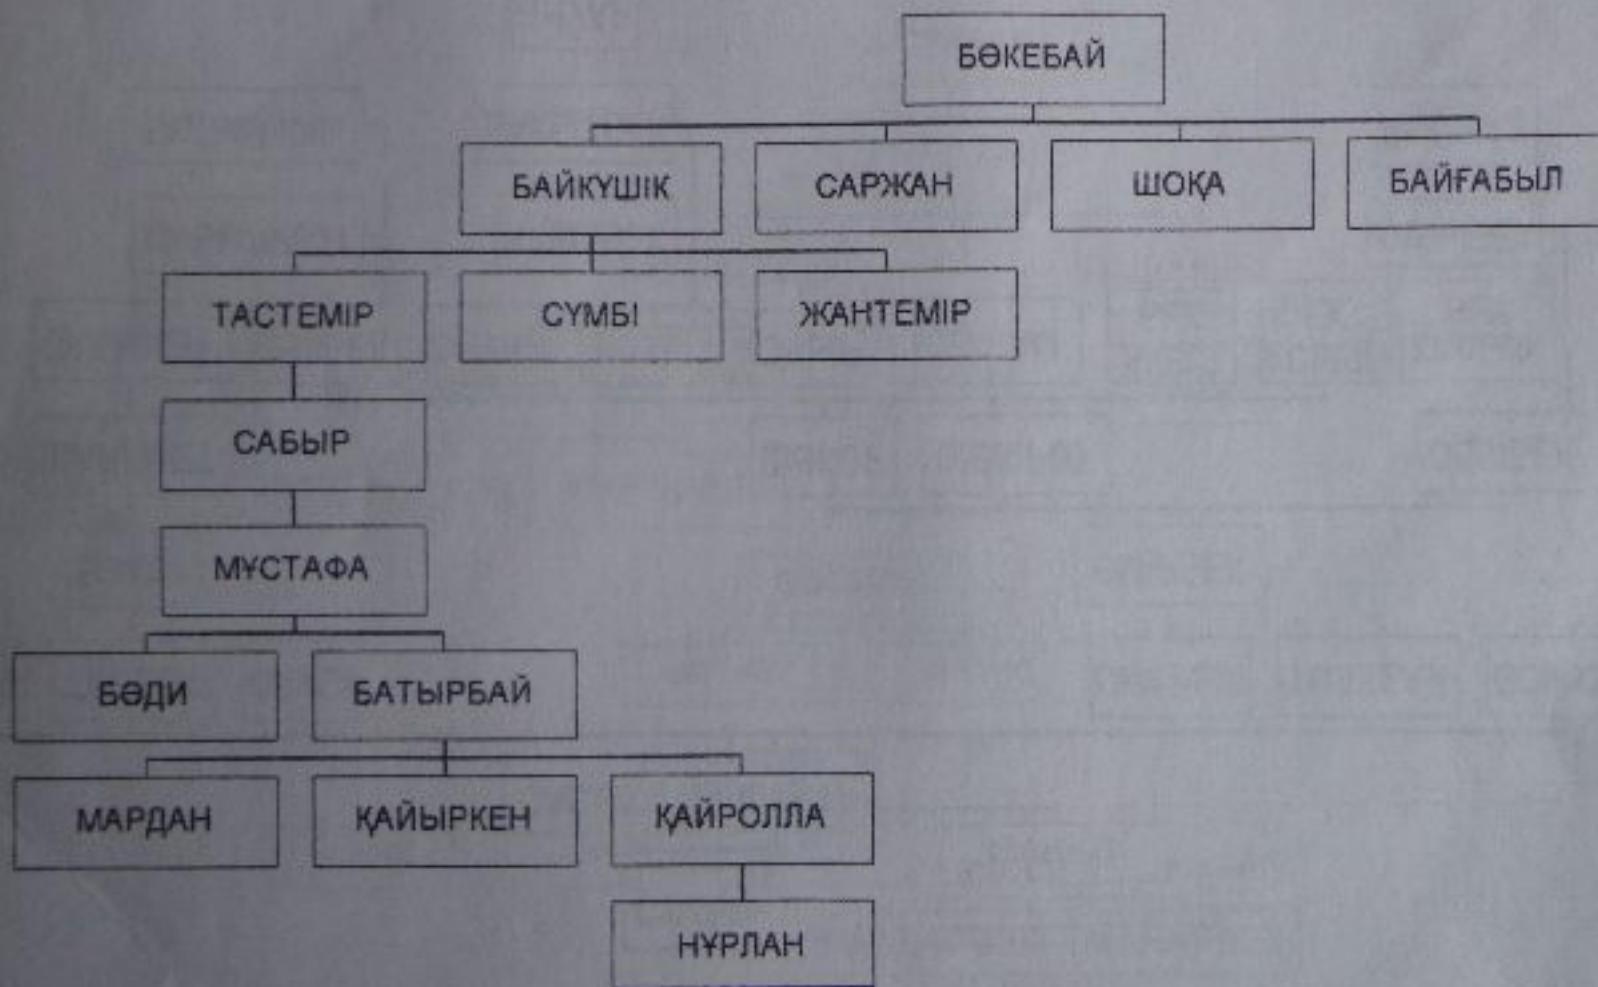 БӨКЕБАЙ
БАЙКҮШІК САРЖАН ШОҚА БАЙҒАБЫЛ
ТАСТЕМІР СҮМБІ ЖАНТЕМІР
САБЫР
МҰСТАФА
БӘДИ БАТЫРБАЙ
МАРДАН ҚАЙЫРКЕН ҚАЙРОЛЛА
НҰРЛАН